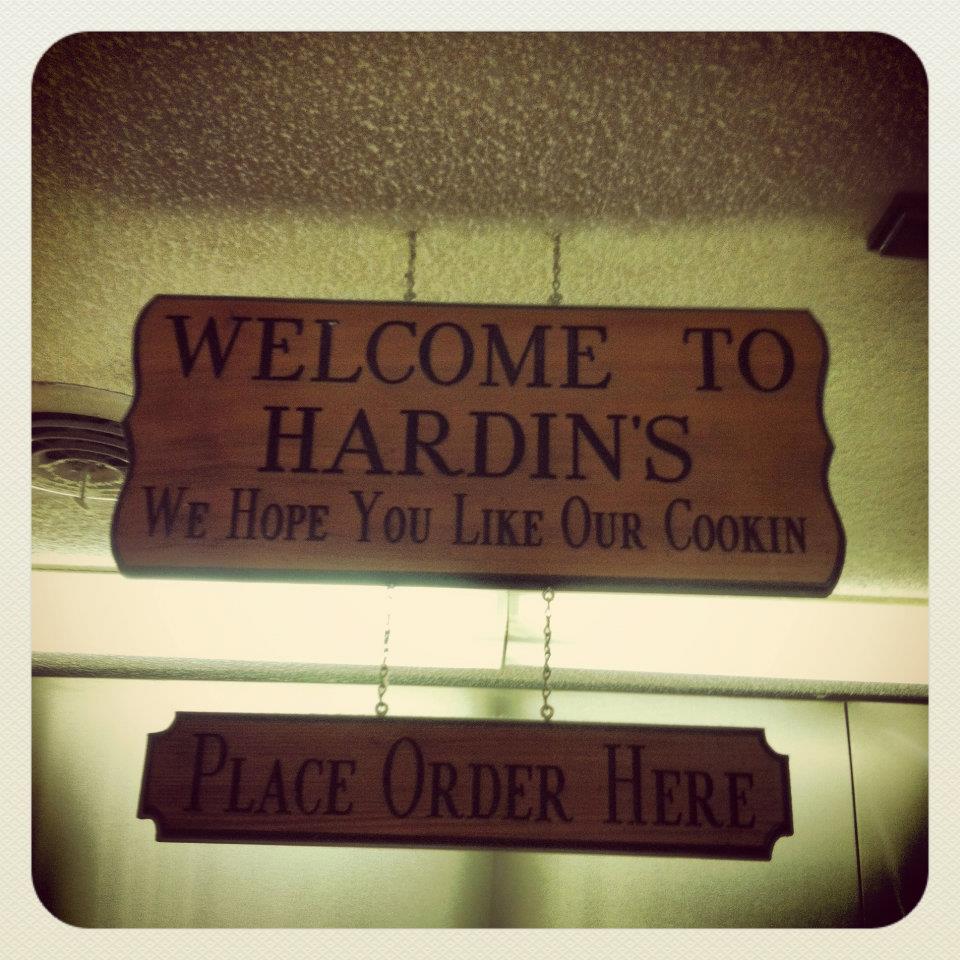 WELCOME TO
HARDIN'S
WE HOPE YOU LIKE OUR COOKIN
PLACE ORDER HERE